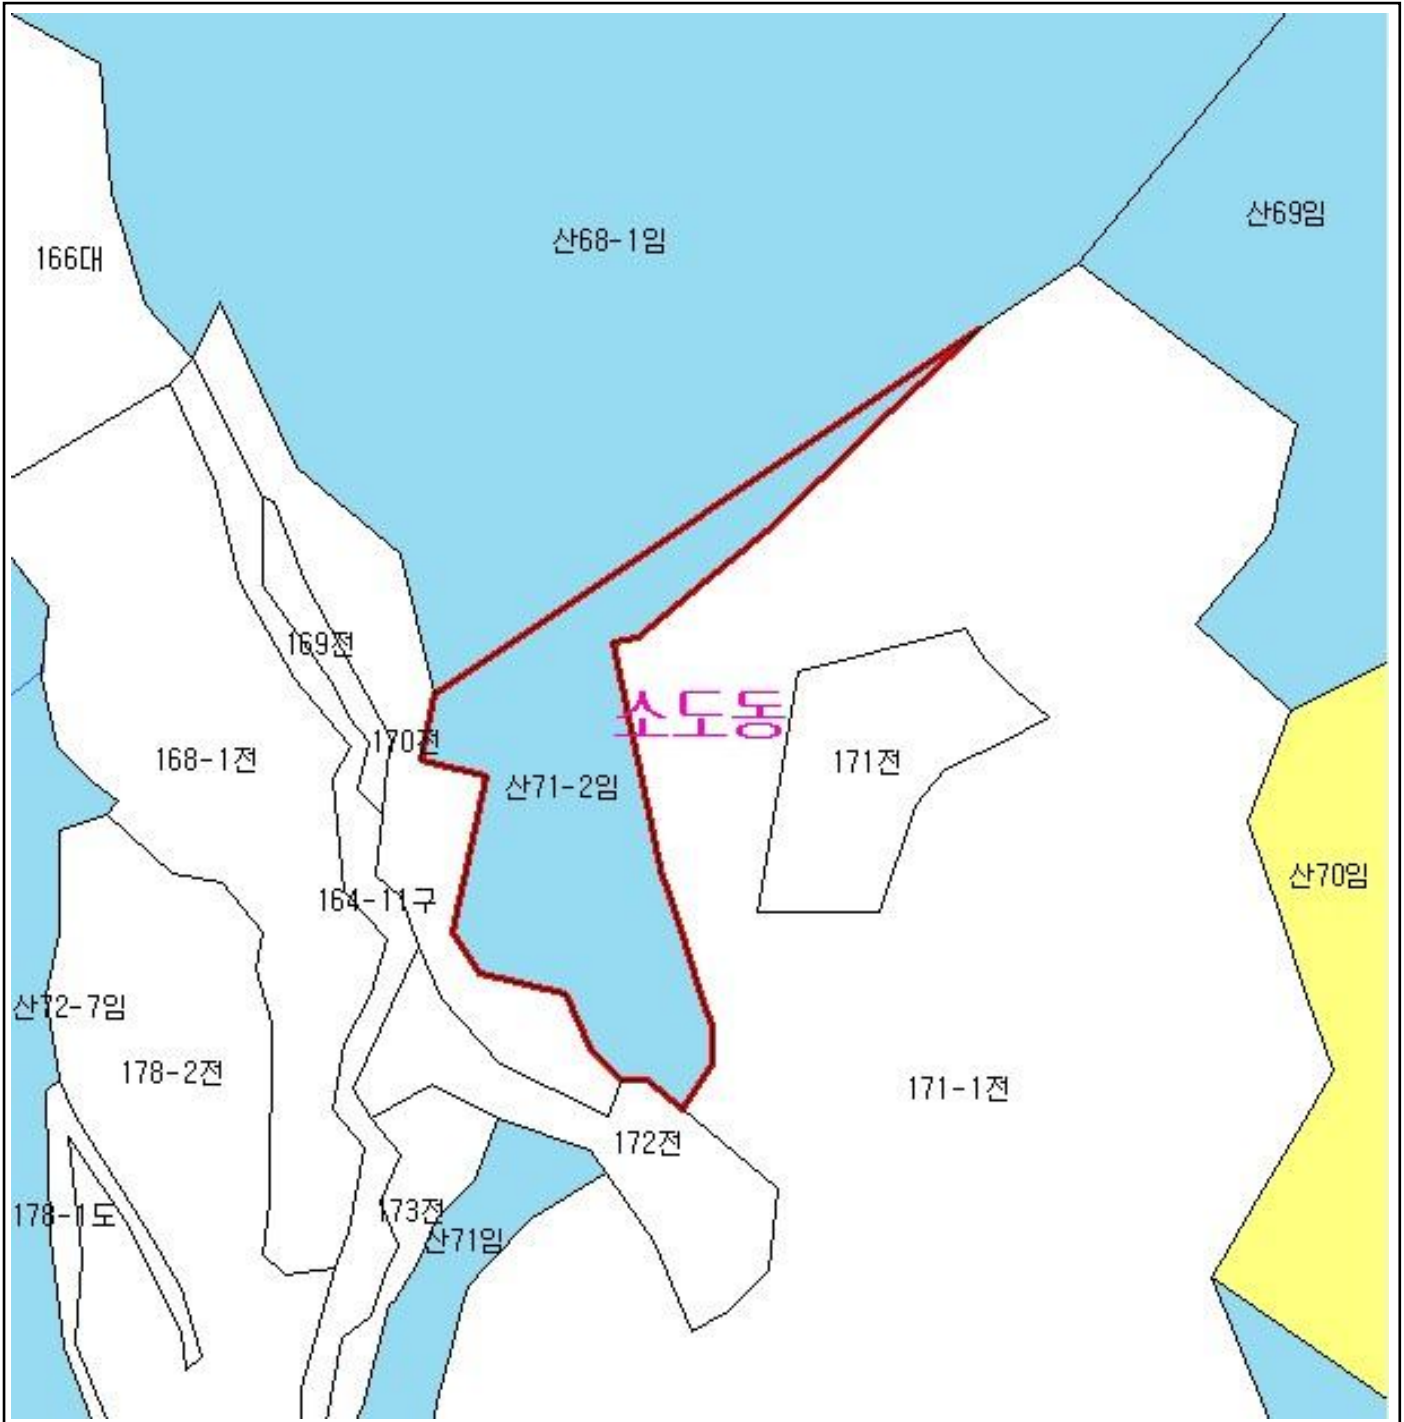 산69임
산68-1임
166대
169전
소도동
170전
168-1전
171전
산71-2임
산70임
164-11구
산72-7임
178-2전
171-1전
172전
173전
178-1도
산71임